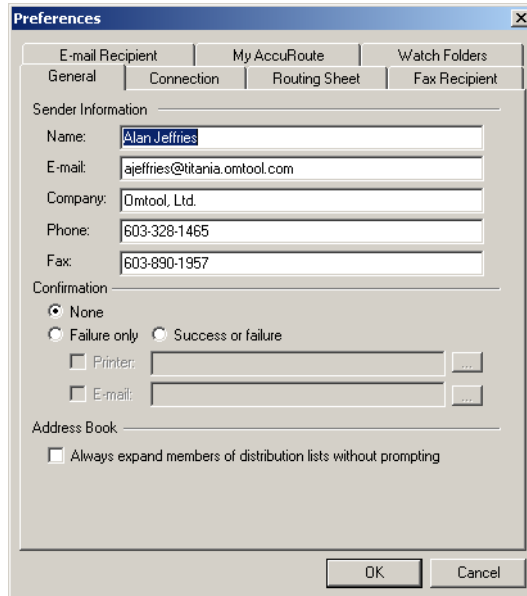 Preferences
E-mail Recipient My AccuRoute Watch Folders
General Connection Routing Sheet Fax Recipient
Sender Information
Name: Alan Jeffries
E-mail: ajeffries@titania.omtool.com
Company: Omtool, Ltd.
Phone: 603-328-1465
Fax: 603-890-1957
Confirmation
None
Failure only Success or failure
Printer: ...
E-mail: ...
Address Book
Always expand members of distribution lists without prompting
OK Cancel